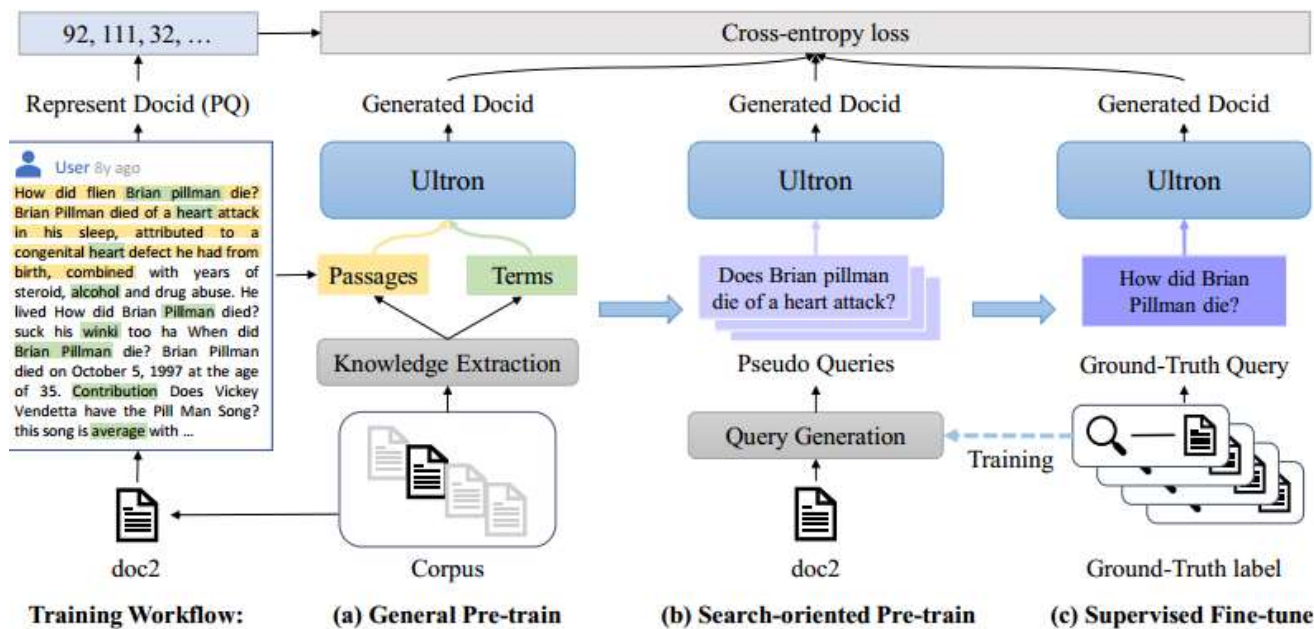 92, 111, 32, …
Cross-entropy loss
Represent Docid (PQ)
Generated Docid
Generated Docid
Generated Docid
User 8y ago
How did flien Brian pillman die?
Brian Pillman died of a heart attack
in his sleep, attributed to a
congenital heart defect he had from
birth, combined with years of
steroid, alcohol and drug abuse. He
lived How did Brian Pillman died?
suck his winki too ha When did
Brian Pillman die? Brian Pillman
died on October 5, 1997 at the age
of 35. Contribution Does Vickey
Vendetta have the Pill Man Song?
this song is average with ...
Ultron
Ultron
Ultron
Passages
Terms
Does Brian pillman
die of a heart attack?
How did Brian
Pillman die?
Knowledge Extraction
Pseudo Queries
Ground-Truth Query
Query Generation
Training
doc2
Corpus
doc2
Ground-Truth label
Training Workflow:
(a) General Pre-train
(b) Search-oriented Pre-train
(c) Supervised Fine-tune